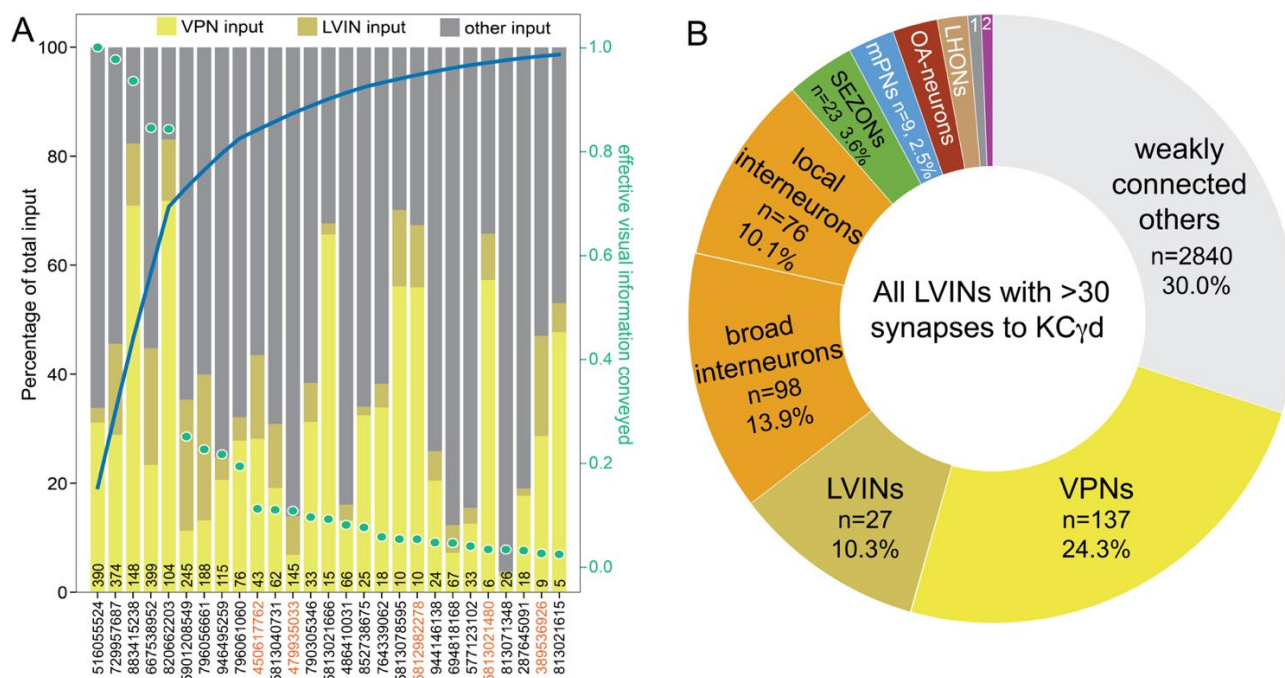 A
VPN input
LVIN input
other input
Percentage of total input
100
80
60
40
20
0
effective visual information conveyed
1.0
0.8
0.6
0.4
0.2
0.0
390
374
148
399
104
245
188
115
76
43
62
145
33
15
66
25
18
10
10
24
67
33
6
26
18
9
5
516055524
729957687
883415238
667538952
820662203
5901208549
796056661
946495259
796061060
450617762
5813040731
479935033
790305346
5813021666
486410031
852738675
764339062
5813078595
5812982278
944146138
694818168
577123102
5813021480
813071348
287645091
389536926
813021615
B
All LVINs with >30
synapses to KCγd
weakly
connected
others
n=2840
30.0%
VPNs
n=137
24.3%
LVINs
n=27
10.3%
broad
interneurons
n=98
13.9%
local
interneurons
n=76
10.1%
SEZONs
n=23 3.6%
mPNs n=9, 2.5%
OA-neurons
LHONs
1
2